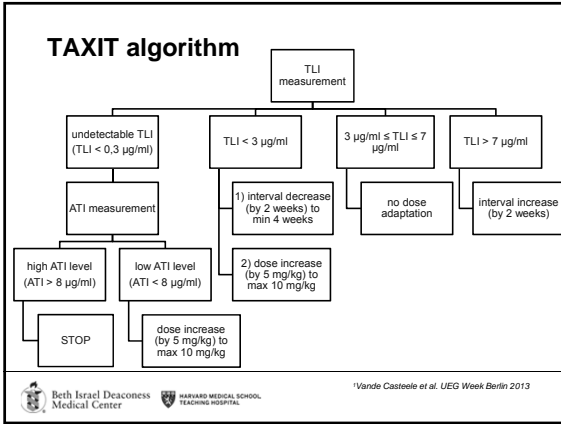 TAXIT algorithm
TLI
measurement
undetectable TLI
(TLI < 0,3 µg/ml)
TLI < 3 µg/ml
3 µg/ml ≤ TLI ≤ 7
µg/ml
TLI > 7 µg/ml
ATI measurement
1) interval decrease
(by 2 weeks) to
min 4 weeks
no dose
adaptation
interval increase
(by 2 weeks)
high ATI level
(ATI > 8 µg/ml)
low ATI level
(ATI < 8 µg/ml)
2) dose increase
(by 5 mg/kg) to
max 10 mg/kg
STOP
dose increase
(by 5 mg/kg) to
max 10 mg/kg
Beth Israel Deaconess
Medical Center
HARVARD MEDICAL SCHOOL
TEACHING HOSPITAL
¹Vande Casteele et al. UEG Week Berlin 2013